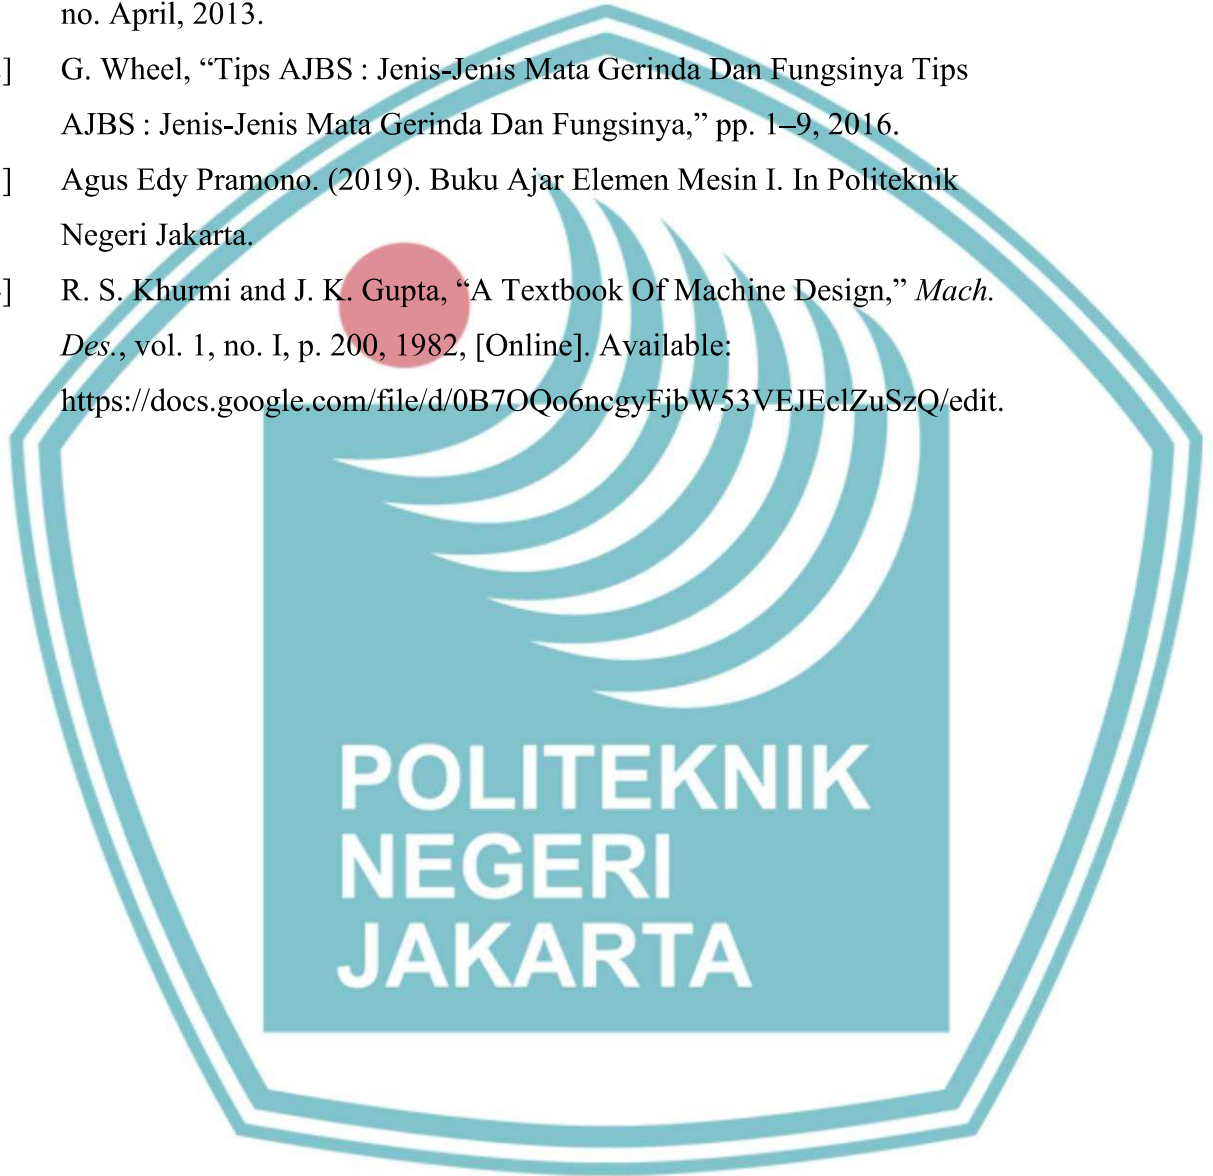 no. April, 2013.
] G. Wheel, “Tips AJBS : Jenis-Jenis Mata Gerinda Dan Fungsinya Tips
AJBS : Jenis-Jenis Mata Gerinda Dan Fungsinya,” pp. 1–9, 2016.
] Agus Edy Pramono. (2019). Buku Ajar Elemen Mesin I. In Politeknik
Negeri Jakarta.
] R. S. Khurmi and J. K. Gupta, “A Textbook Of Machine Design,” Mach.
Des., vol. 1, no. I, p. 200, 1982, [Online]. Available:
https://docs.google.com/file/d/0B7OQo6ncgyFjbW53VEJEclZuSzQ/edit.
POLITEKNIK
NEGERI
JAKARTA